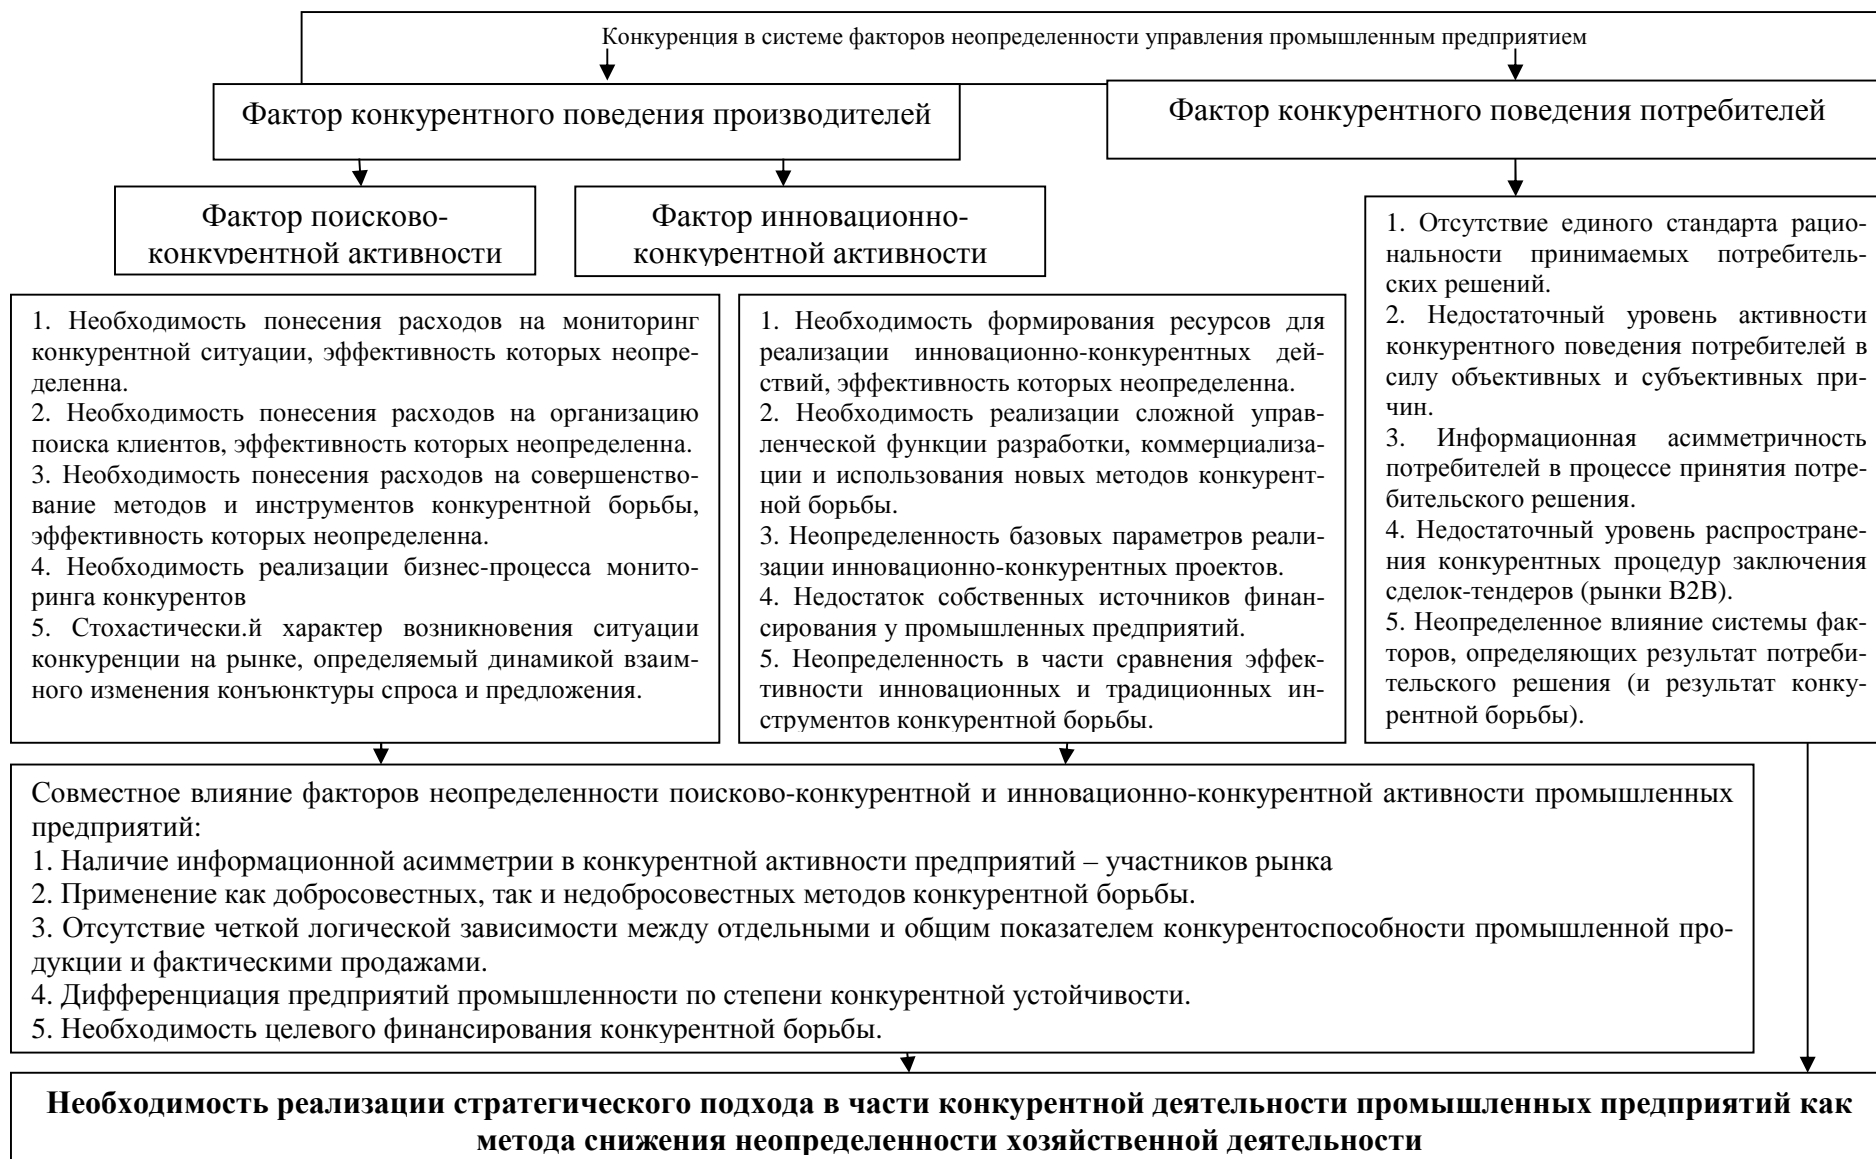 Конкуренция в системе факторов неопределенности управления промышленным предприятием
Фактор конкурентного поведения производителей
Фактор конкурентного поведения потребителей
Фактор поисково-
конкурентной активности
Фактор инновационно-
конкурентной активности
1. Необходимость понесения расходов на мониторинг
конкурентной ситуации, эффективность которых неопре-
деленна.
2. Необходимость понесения расходов на организацию
поиска клиентов, эффективность которых неопределенна.
3. Необходимость понесения расходов на совершенство-
вание методов и инструментов конкурентной борьбы,
эффективность которых неопределенна.
4. Необходимость реализации бизнес-процесса монито-
ринга конкурентов
5. Стохастически.й характер возникновения ситуации
конкуренции на рынке, определяемый динамикой взаим-
ного изменения конъюнктуры спроса и предложения.
1. Необходимость формирования ресурсов для
реализации инновационно-конкурентных дей-
ствий, эффективность которых неопределенна.
2. Необходимость реализации сложной управ-
ленческой функции разработки, коммерциализа-
ции и использования новых методов конкурент-
ной борьбы.
3. Неопределенность базовых параметров реали-
зации инновационно-конкурентных проектов.
4. Недостаток собственных источников финан-
сирования у промышленных предприятий.
5. Неопределенность в части сравнения эффек-
тивности инновационных и традиционных ин-
струментов конкурентной борьбы.
1. Отсутствие единого стандарта рацио-
нальности принимаемых потребитель-
ских решений.
2. Недостаточный уровень активности
конкурентного поведения потребителей в
силу объективных и субъективных при-
чин.
3. Информационная асимметричность
потребителей в процессе принятия потре-
бительского решения.
4. Недостаточный уровень распростране-
ния конкурентных процедур заключения
сделок-тендеров (рынки В2В).
5. Неопределенное влияние системы фак-
торов, определяющих результат потреби-
тельского решения (и результат конку-
рентной борьбы).
Совместное влияние факторов неопределенности поисково-конкурентной и инновационно-конкурентной активности промышленных
предприятий:
1. Наличие информационной асимметрии в конкурентной активности предприятий – участников рынка
2. Применение как добросовестных, так и недобросовестных методов конкурентной борьбы.
3. Отсутствие четкой логической зависимости между отдельными и общим показателем конкурентоспособности промышленной про-
дукции и фактическими продажами.
4. Дифференциация предприятий промышленности по степени конкурентной устойчивости.
5. Необходимость целевого финансирования конкурентной борьбы.
Необходимость реализации стратегического подхода в части конкурентной деятельности промышленных предприятий как
метода снижения неопределенности хозяйственной деятельности